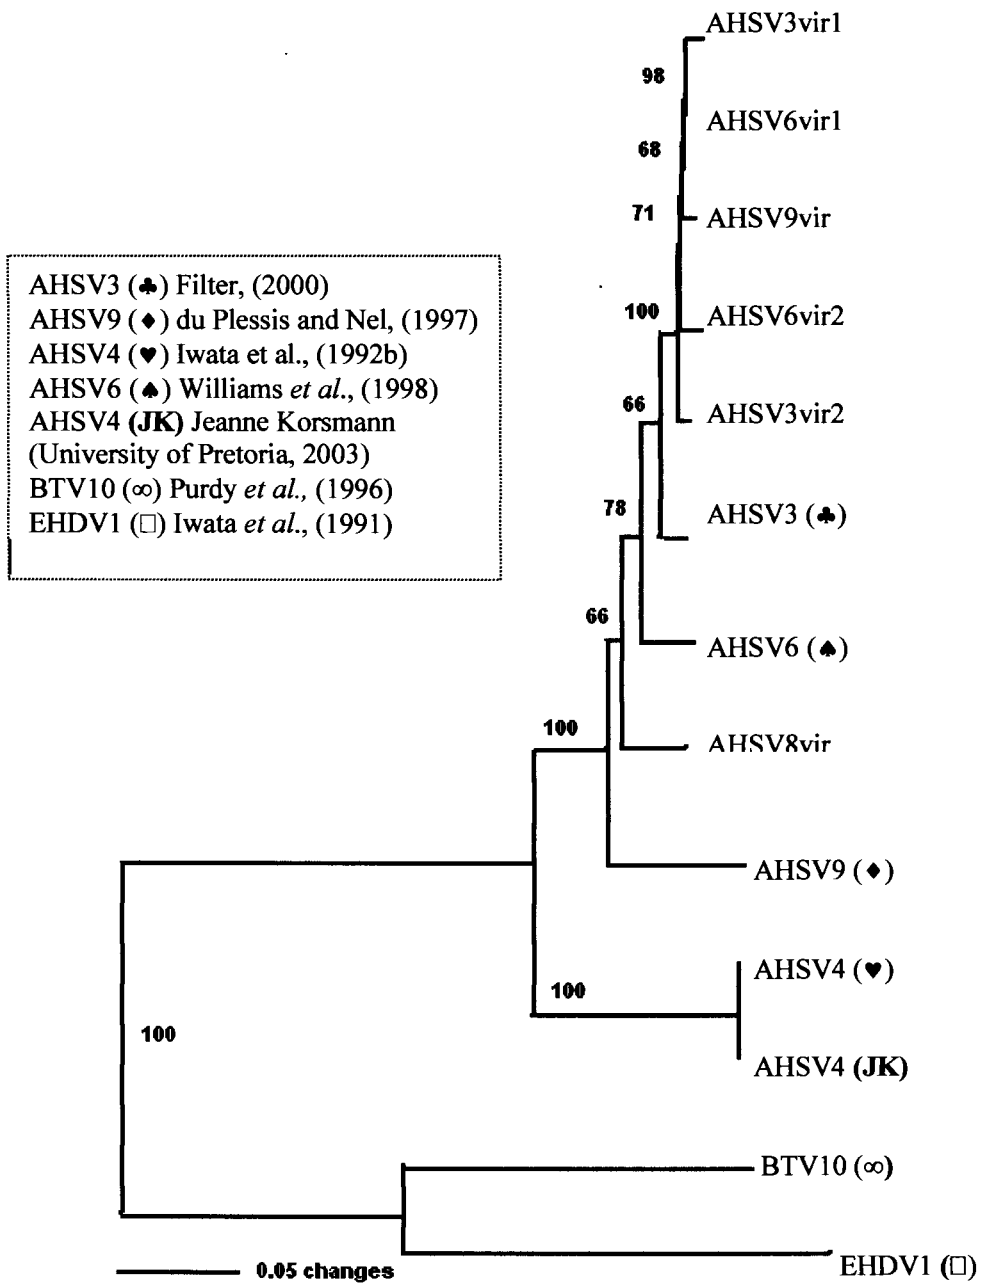 AHSV3vir1
98
AHSV6vir1
68
71
AHSV9vir
AHSV3 (♣) Filter, (2000)
AHSV9 (♦) du Plessis and Nel, (1997)
AHSV4 (♥) Iwata et al., (1992b)
AHSV6 (♠) Williams et al., (1998)
AHSV4 (JK) Jeanne Korsmann
(University of Pretoria, 2003)
BTV10 (∞) Purdy et al., (1996)
EHDV1 (□) Iwata et al., (1991)
100
AHSV6vir2
66
AHSV3vir2
78
AHSV3 (♣)
66
AHSV6 (♠)
100
AHSV8vir
AHSV9 (♦)
AHSV4 (♥)
100
100
AHSV4 (JK)
BTV10 (∞)
EHDV1 (□)
0.05 changes